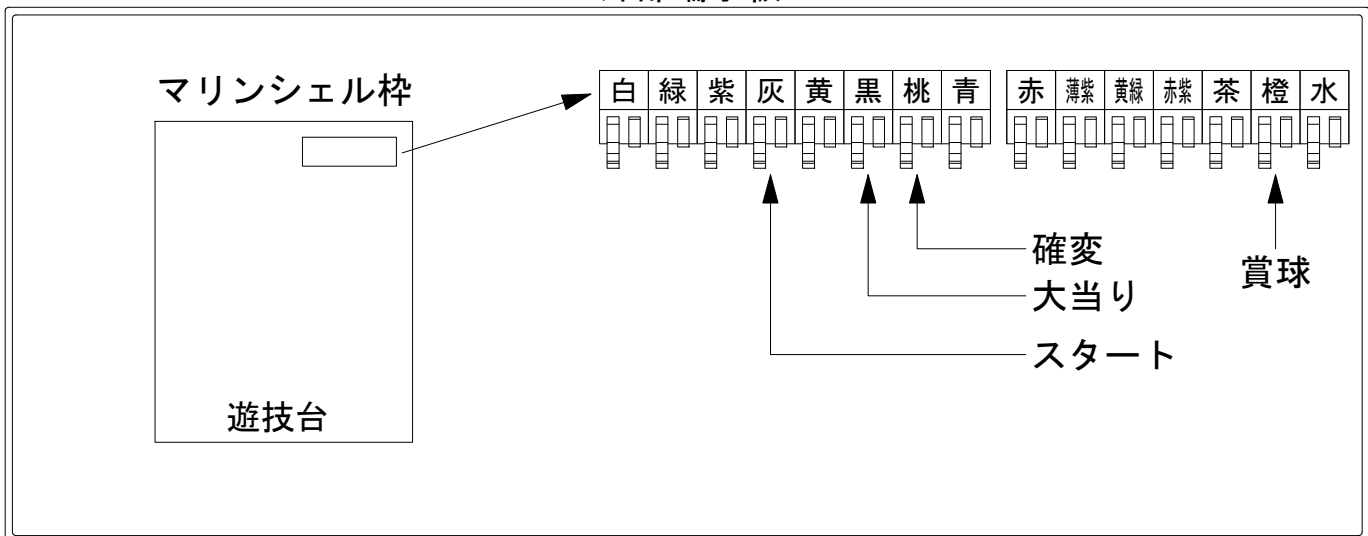 マリンシェル枠
白 緑 紫 灰 黄 黒 桃 青 赤 薄紫 黄緑 赤紫 茶 橙 水
確変
大当り
スタート
賞球
遊技台